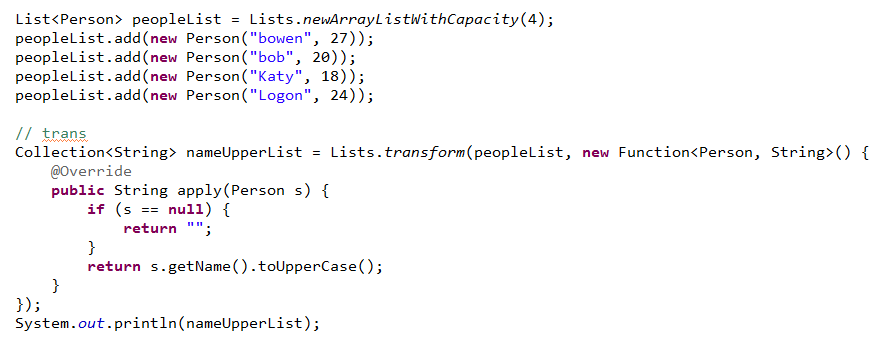 List<Person> peopleList = Lists.newArrayListWithCapacity(4);
peopleList.add(new Person("bowen", 27));
peopleList.add(new Person("bob", 20));
peopleList.add(new Person("Katy", 18));
peopleList.add(new Person("Logon", 24));

// trans
Collection<String> nameUpperList = Lists.transform(peopleList, new Function<Person, String>() {
    @Override
    public String apply(Person s) {
        if (s == null) {
            return "";
        }
        return s.getName().toUpperCase();
    }
});
System.out.println(nameUpperList);